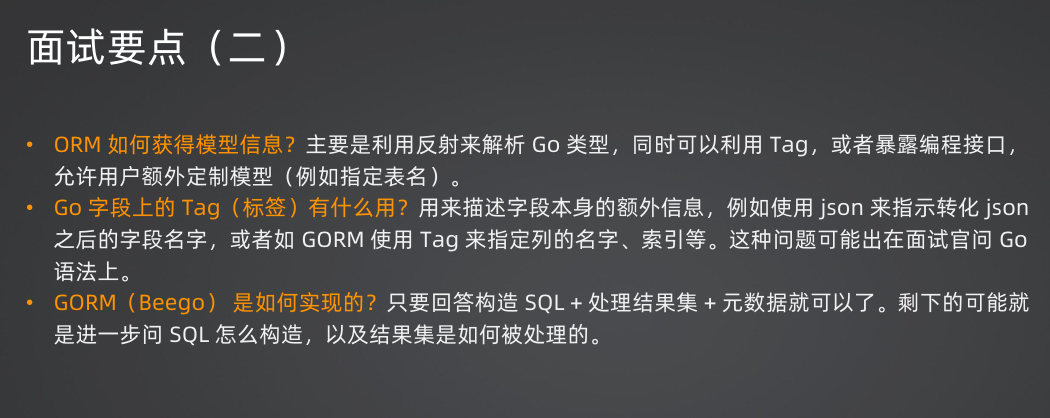 面试要点（二）
• ORM 如何获得模型信息？主要是利用反射来解析 Go 类型，同时可以利用 Tag，或者暴露编程接口，
允许用户额外定制模型（例如指定表名）。
• Go 字段上的 Tag（标签）有什么用？用来描述字段本身的额外信息，例如使用 json 来指示转化 json
之后的字段名字，或者如 GORM 使用 Tag 来指定列的名字、索引等。这种问题可能出在面试官问 Go
语法上。
• GORM（Beego） 是如何实现的？只要回答构造 SQL + 处理结果集 + 元数据就可以了。剩下的可能就
是进一步问 SQL 怎么构造，以及结果集是如何被处理的。